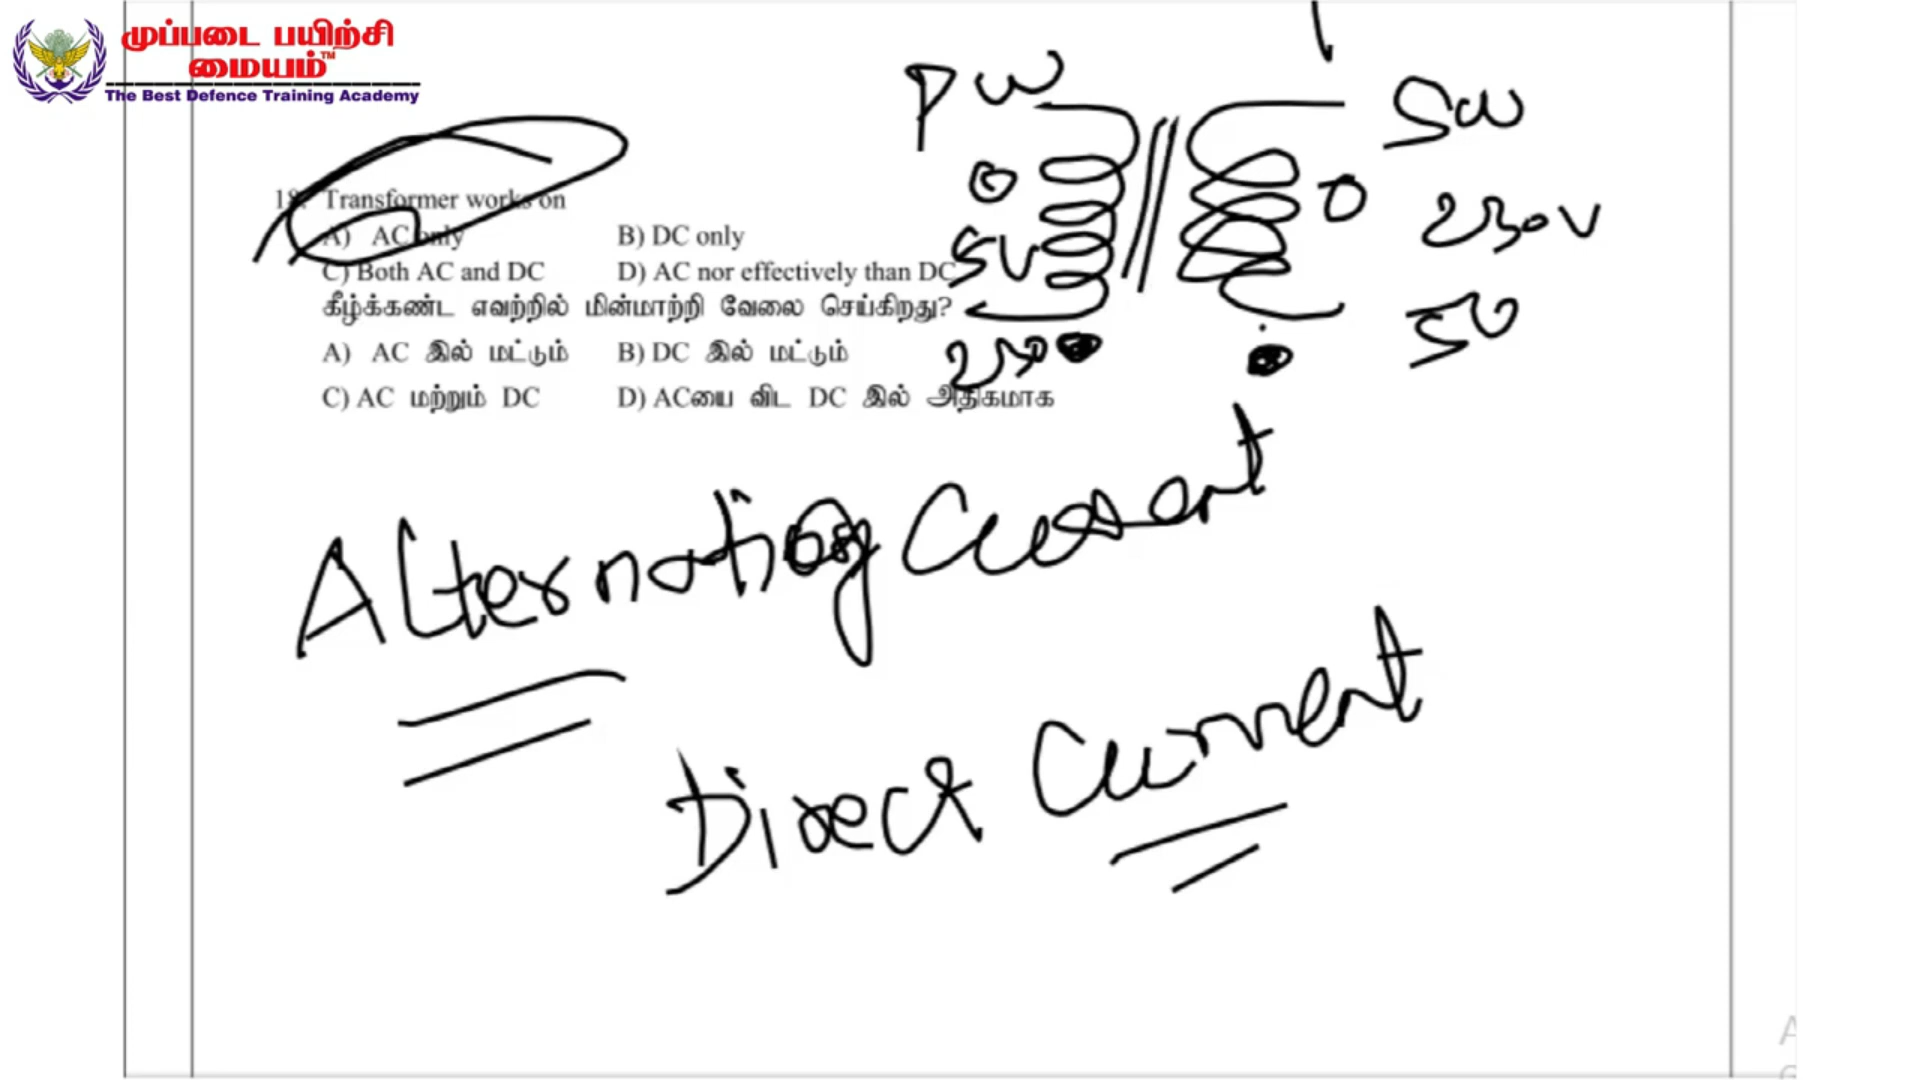 முப்படை பயிற்சி
மையம்™
The Best Defence Training Academy
PW
SW
18. Transformer works on
A) AC only B) DC only
5V
230V
C) Both AC and DC D) AC nor effectively than DC
கீழ்க்கண்ட எவற்றில் மின்மாற்றி வேலை செய்கிறது?
A) AC இல் மட்டும் B) DC இல் மட்டும்
230
5V
C) AC மற்றும் DC D) ACயை விட DC இல் அதிகமாக
Alternating Current
Direct Current